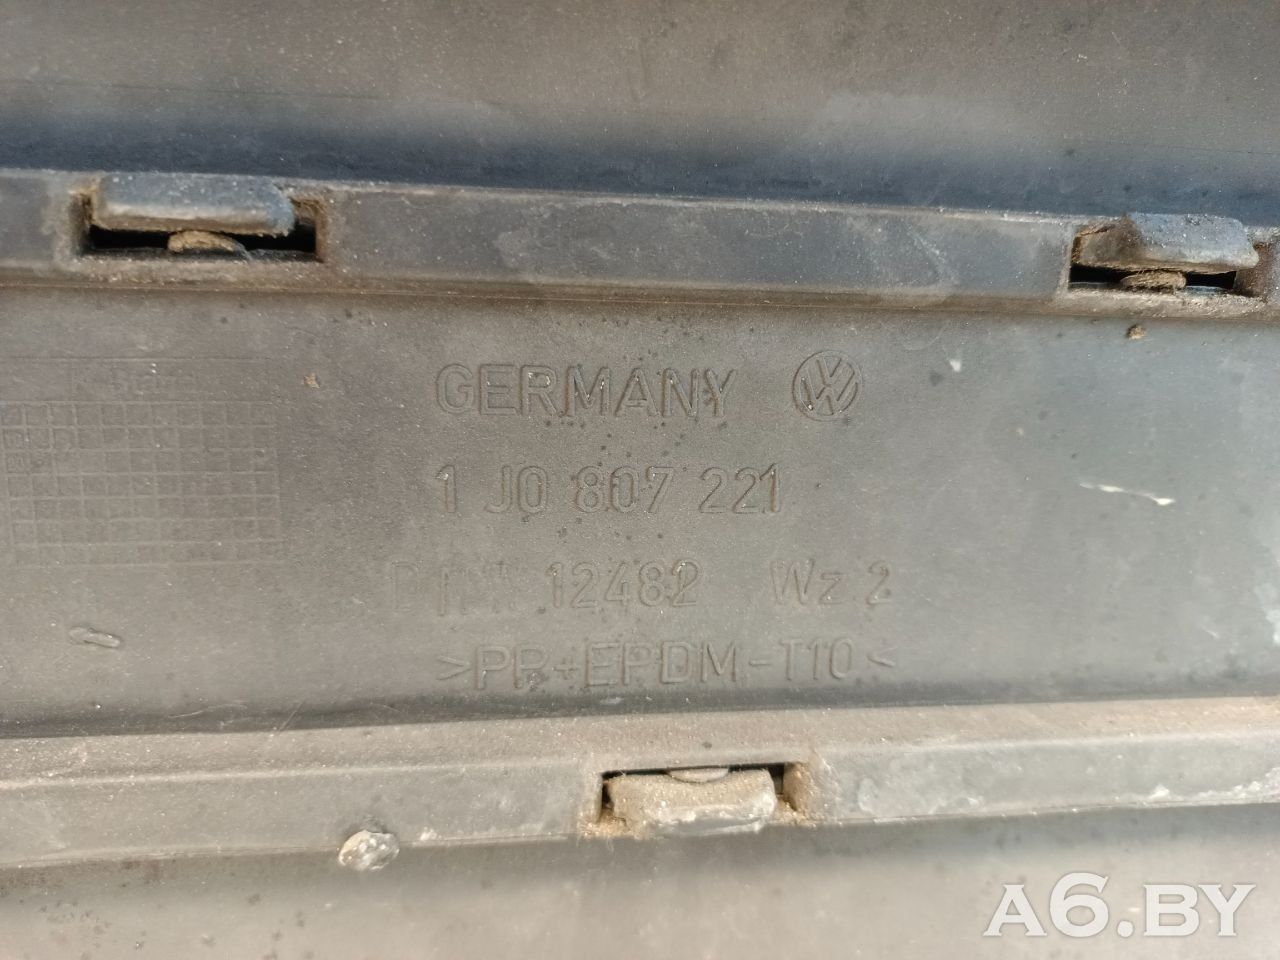 GERMANY
1 J0 807 221
12482 Wz 2
>PP+EPDM-T10<
A6.BY